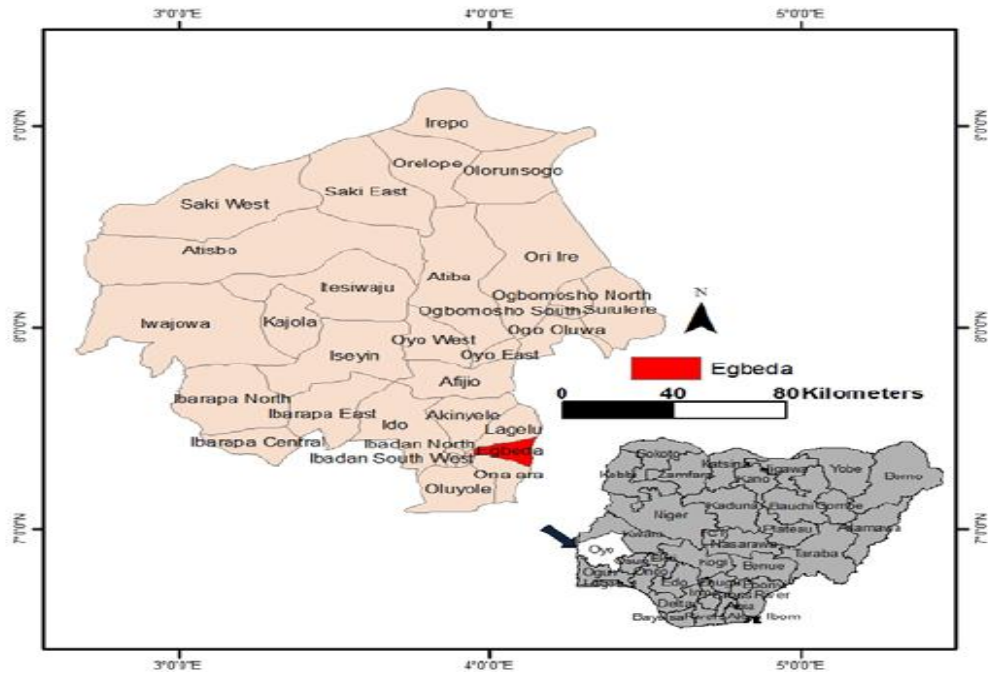 3°0'0"E 4°0'0"E 5°0'0"E
Irepo
Orelope
Olorunsogo
Saki East
Saki West
Atisbo
Ori Ire
Atiba
Itesiwaju
Ogbomosho North
Ogbomosho South
Surulere
Iwajowa
Kajola
Ogo Oluwa
Oyo West
Oyo East
Iseyin
Afijio
Ibarapa North
Ibarapa East
Akinyele
Ido
Lagelu
Ibarapa Central
Ibadan North
Egbeda
Ibadan South West
Ona ara
Oluyole
N
Egbeda
0 40 80 Kilometers
Sokoto
Kebbi
Zamfara
Katsina
Kano
Jigawa
Yobe
Borno
Niger
Kaduna
Bauchi
Gombe
Adamawa
Plateau
Kwara
Nasarawa
Taraba
Oyo
Kogi
Benue
Ogun
Edo
Delta
8°0'0"N
7°0'0"N
8°0'0"N
7°0'0"N
3°0'0"E 4°0'0"E 5°0'0"E